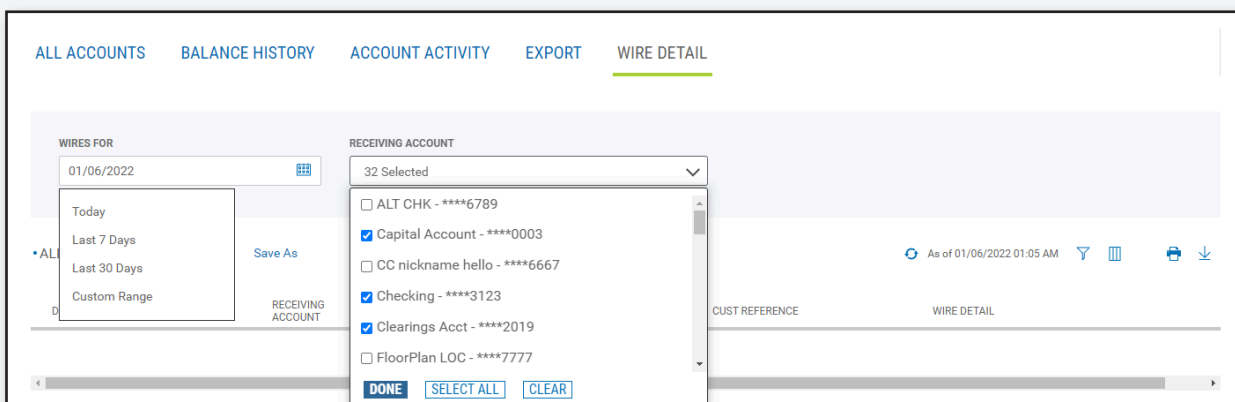 ALL ACCOUNTS BALANCE HISTORY ACCOUNT ACTIVITY EXPORT WIRE DETAIL
WIRES FOR RECEIVING ACCOUNT
01/06/2022 32 Selected
Today
Last 7 Days
Last 30 Days
Custom Range
ALT CHK - ****6789
Capital Account - ****0003
CC nickname hello - ****6667
Checking - ****3123
Clearings Acct - ****2019
FloorPlan LOC - ****7777
DONE SELECT ALL CLEAR
Save As As of 01/06/2022 01:05 AM
RECEIVING
ACCOUNT CUST REFERENCE WIRE DETAIL